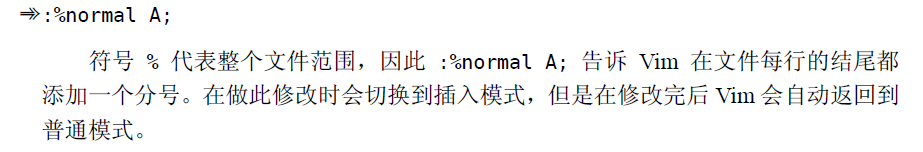 ➾:%normal A;
符号 % 代表整个文件范围，因此 :%normal A; 告诉 Vim 在文件每行的结尾都
添加一个分号。在做此修改时会切换到插入模式，但是在修改完后 Vim 会自动返回到
普通模式。